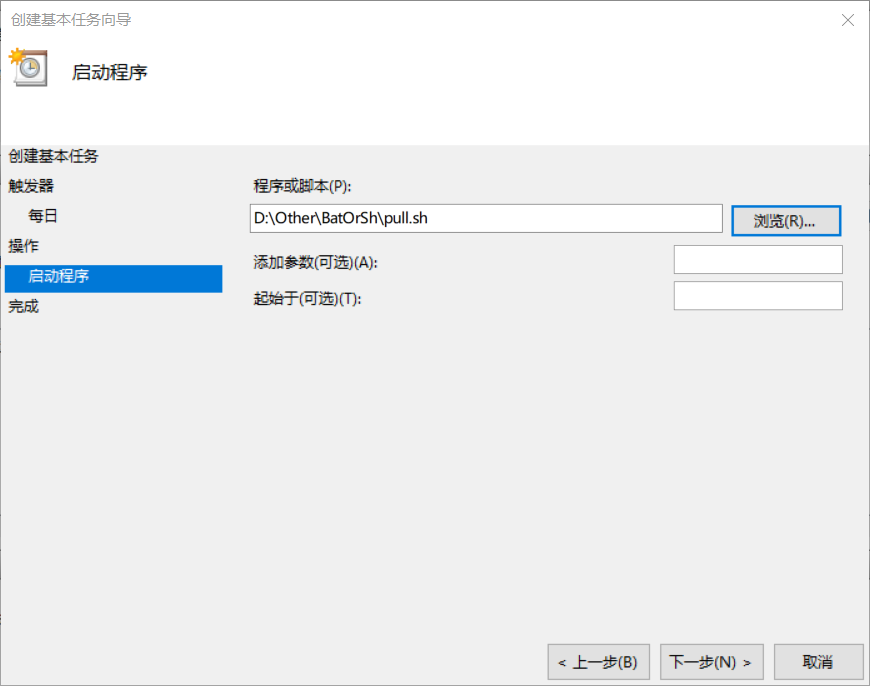 创建基本任务向导
启动程序
创建基本任务
触发器
每日
操作
启动程序
完成
程序或脚本(P):
D:\Other\BatOrSh\pull.sh
浏览(R)...
添加参数(可选)(A):
起始于(可选)(T):
< 上一步(B)
下一步(N) >
取消